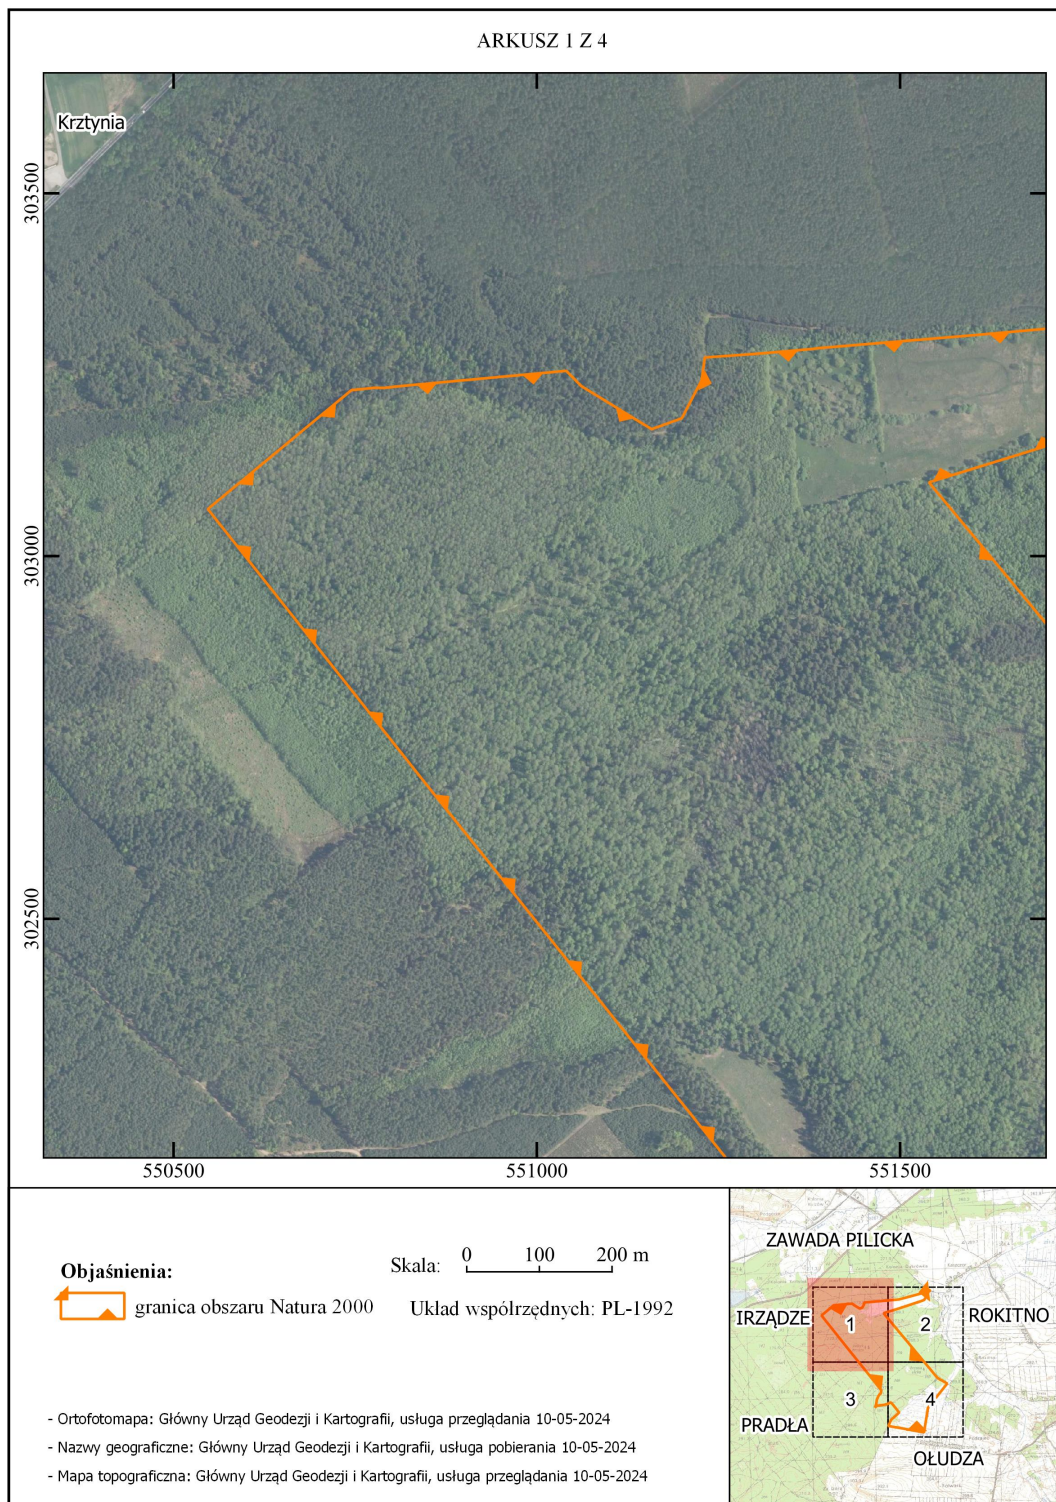 ARKUSZ 1 Z 4
Krztynia
303500
303000
302500
550500
551000
551500
Objaśnienia:
granica obszaru Natura 2000
Skala: 0 100 200 m
Układ współrzędnych: PL-1992
- Ortofotomapa: Główny Urząd Geodezji i Kartografii, usługa przeglądania 10-05-2024
- Nazwy geograficzne: Główny Urząd Geodezji i Kartografii, usługa pobierania 10-05-2024
- Mapa topograficzna: Główny Urząd Geodezji i Kartografii, usługa przeglądania 10-05-2024
ZAWADA PILICKA
IRZĄDZE
ROKITNO
1
2
3
4
PRADŁA
OŁUDZA